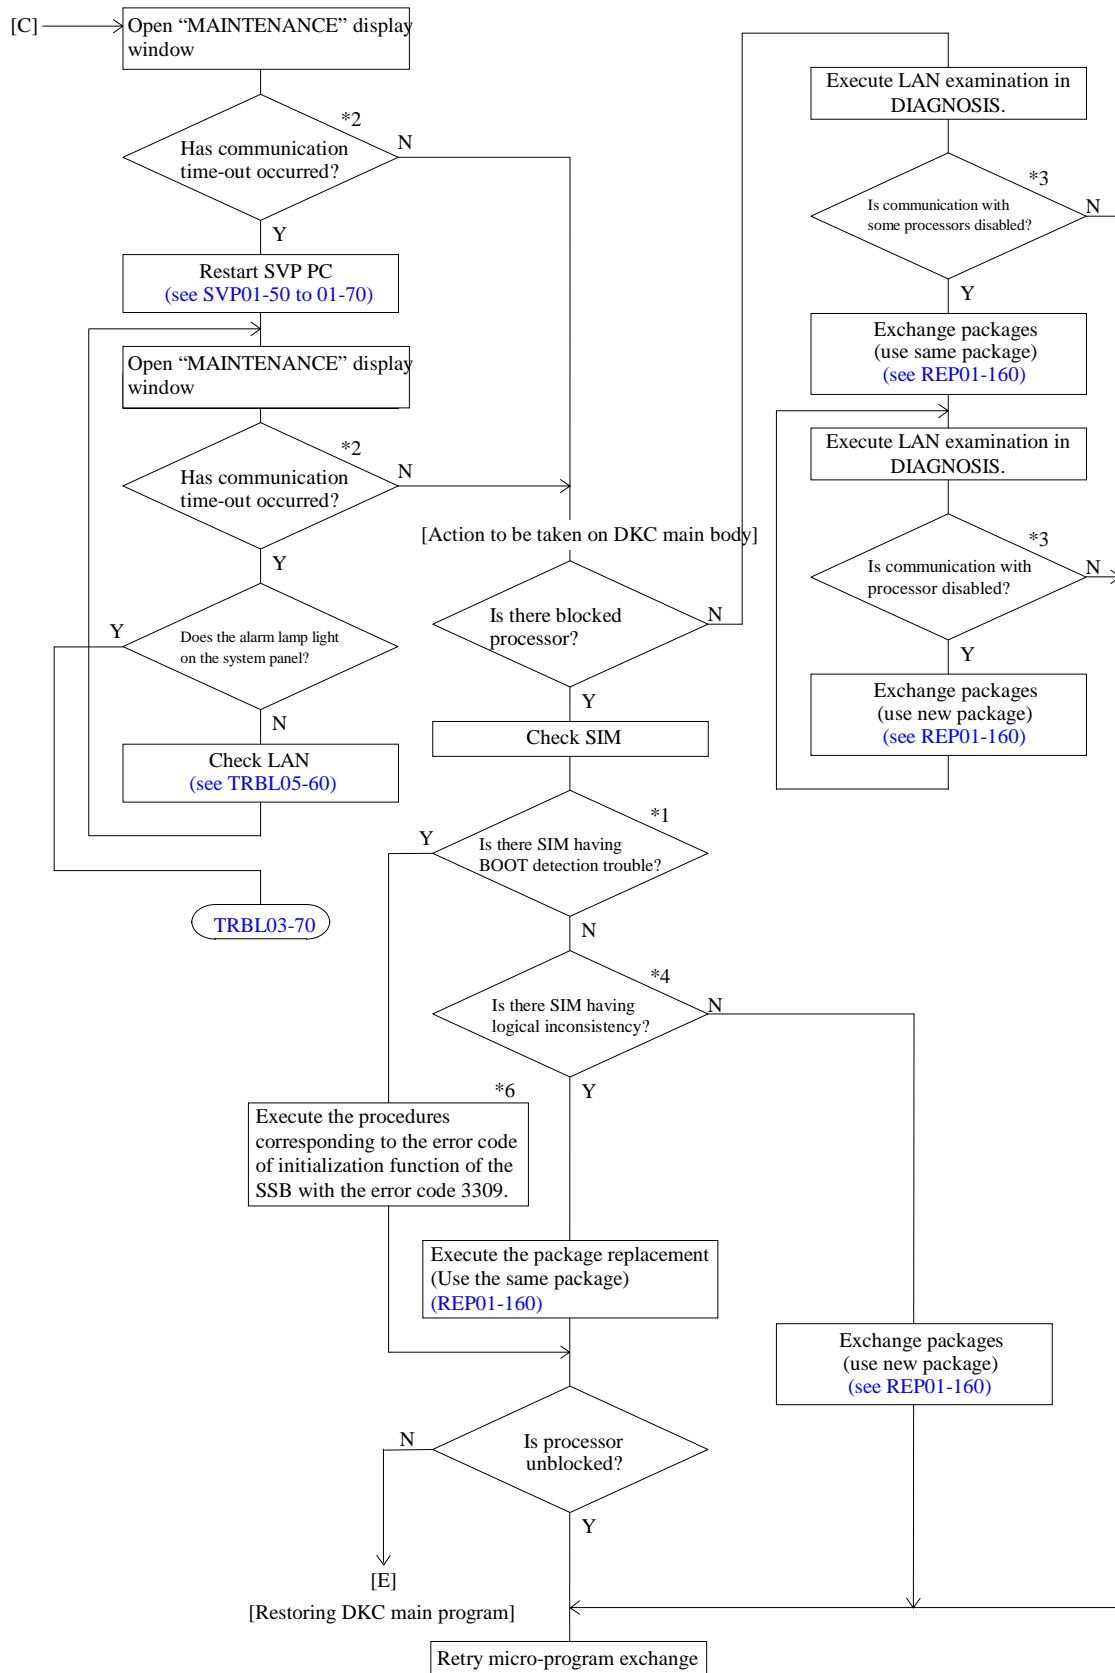 [C]
Open “MAINTENANCE” display
window
*2
Has communication
time-out occurred?
N
Y
Restart SVP PC
(see SVP01-50 to 01-70)
Open “MAINTENANCE” display
window
*2
Has communication
time-out occurred?
N
Y
Does the alarm lamp light
on the system panel?
Y
N
Check LAN
(see TRBL05-60)
TRBL03-70
[Action to be taken on DKC main body]
Is there blocked
processor?
N
Y
Check SIM
*1
Is there SIM having
BOOT detection trouble?
Y
N
*4
Is there SIM having
logical inconsistency?
N
Y
*6
Execute the procedures
corresponding to the error code
of initialization function of the
SSB with the error code 3309.
Execute the package replacement
(Use the same package)
(REP01-160)
Is processor
unblocked?
N
Y
[E]
[Restoring DKC main program]
Retry micro-program exchange
Execute LAN examination in
DIAGNOSIS.
*3
Is communication with
some processors disabled?
N
Y
Exchange packages
(use same package)
(see REP01-160)
Execute LAN examination in
DIAGNOSIS.
*3
Is communication with
processor disabled?
N
Y
Exchange packages
(use new package)
(see REP01-160)
Exchange packages
(use new package)
(see REP01-160)